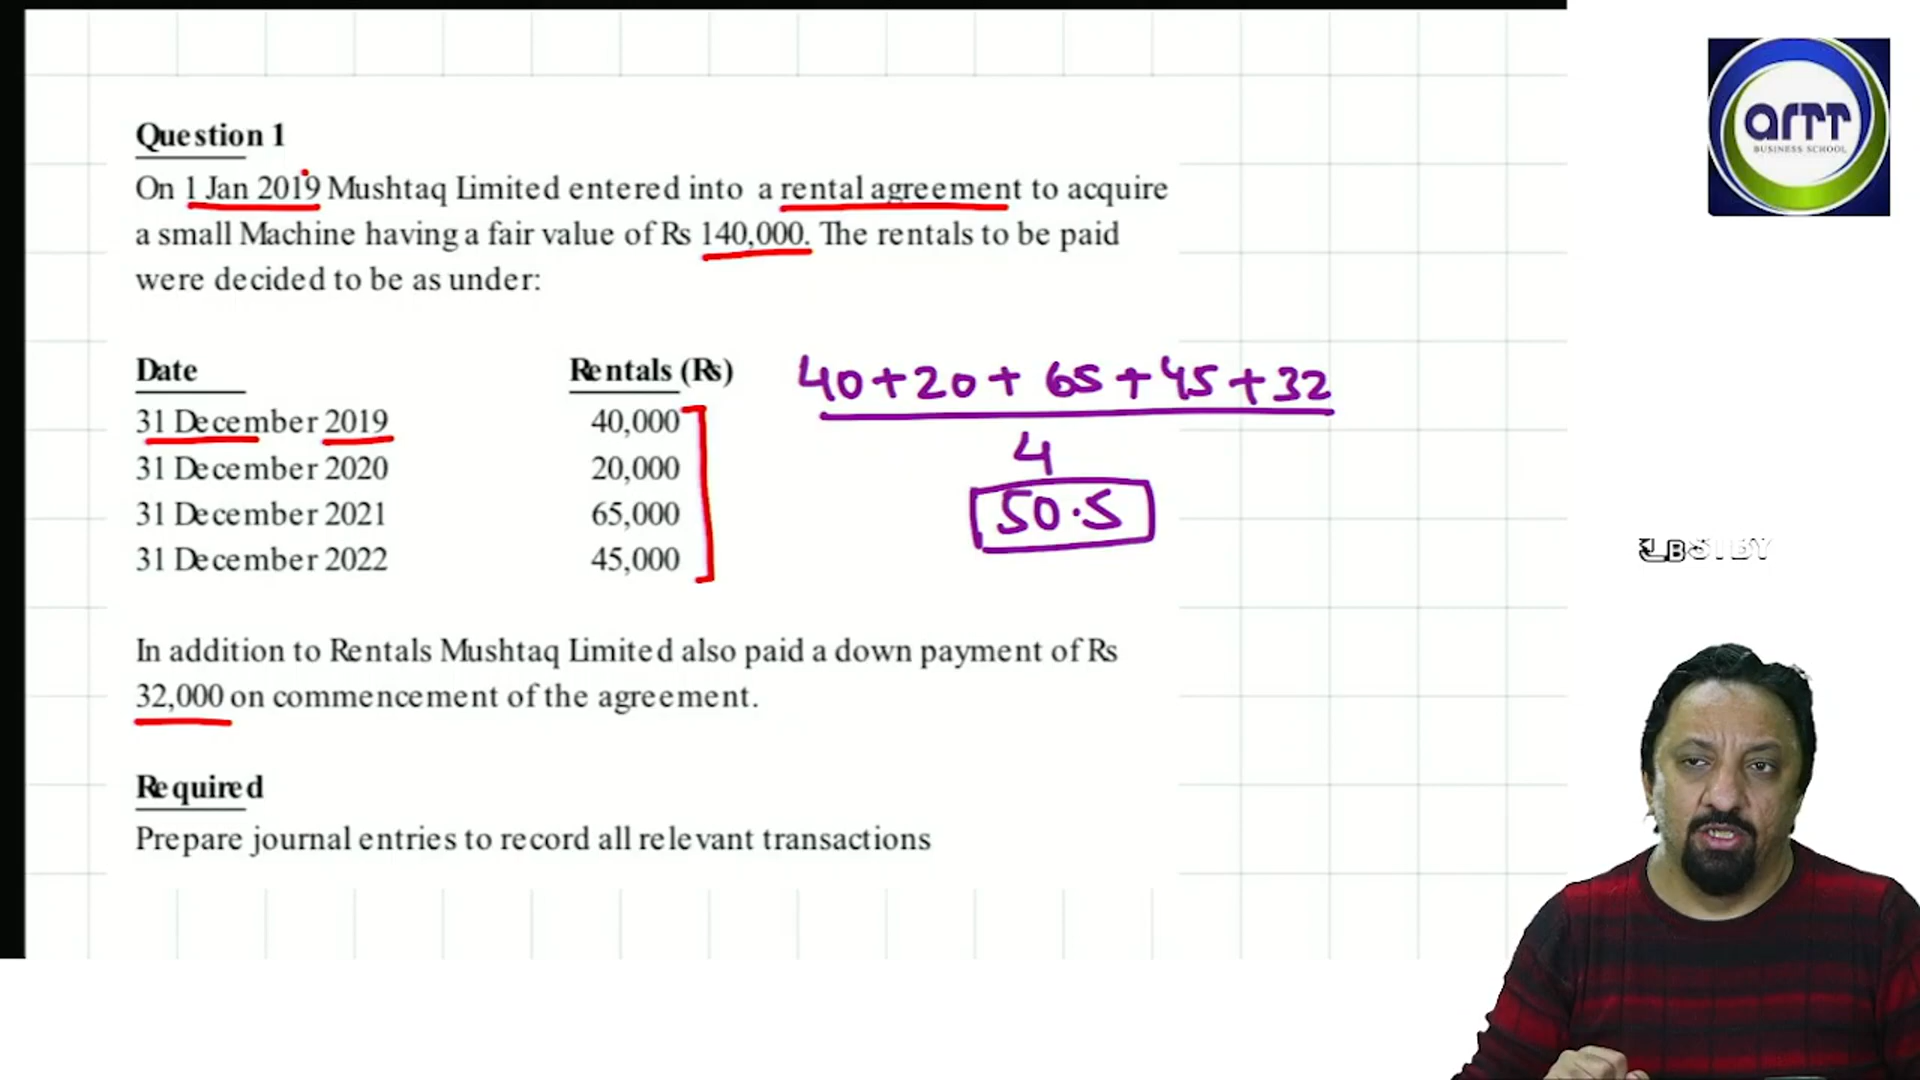 Question 1
On 1 Jan 2019 Mushtaq Limited entered into a rental agreement to acquire
a small Machine having a fair value of Rs 140,000. The rentals to be paid
were decided to be as under:
Date Rentals (Rs)
31 December 2019 40,000
31 December 2020 20,000
31 December 2021 65,000
31 December 2022 45,000
40+20+65+45+32
4
50.5
In addition to Rentals Mushtaq Limited also paid a down payment of Rs
32,000 on commencement of the agreement.
Required
Prepare journal entries to record all relevant transactions
artt
BUSINESS SCHOOL